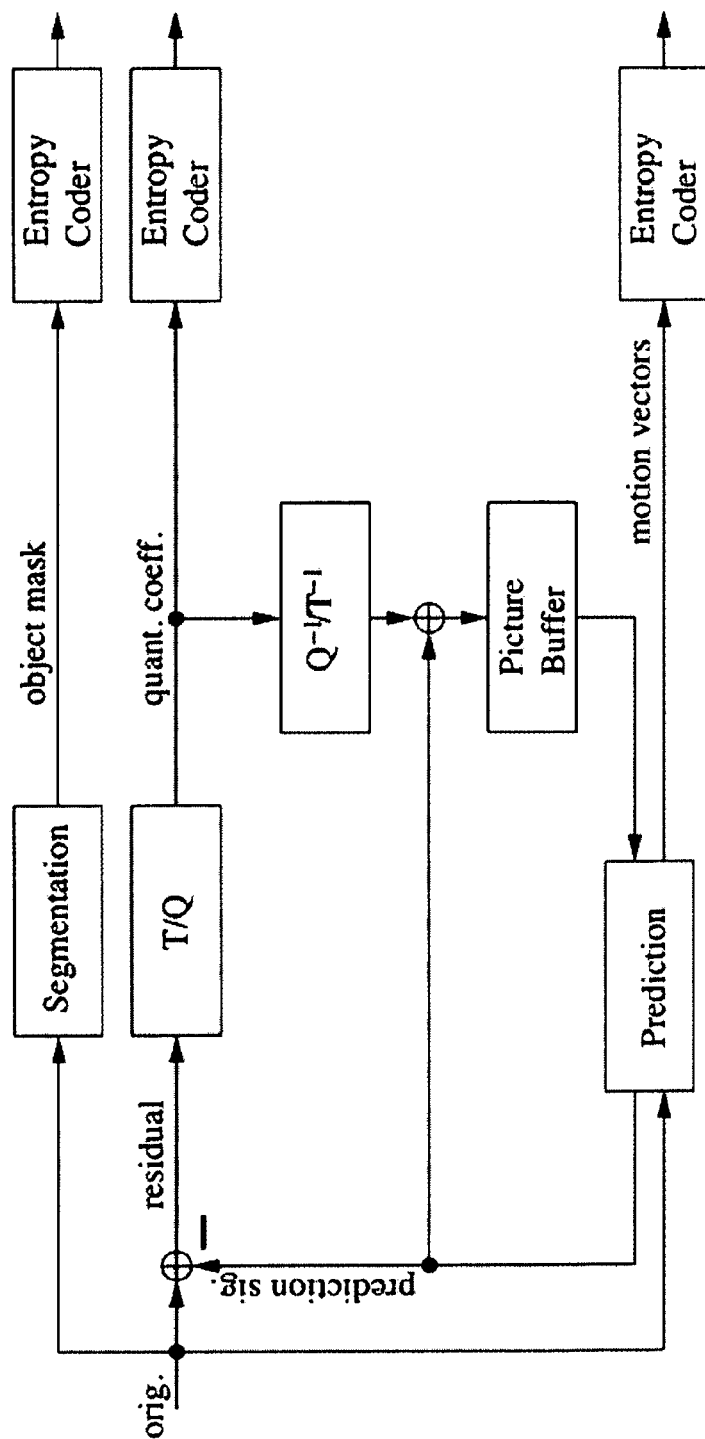 orig.
Segmentation
object mask
Entropy
Coder
residual
T/Q
quant. coeff.
Entropy
Coder
prediction sig.
Q⁻¹/T⁻¹
Picture
Buffer
Prediction
motion vectors
Entropy
Coder